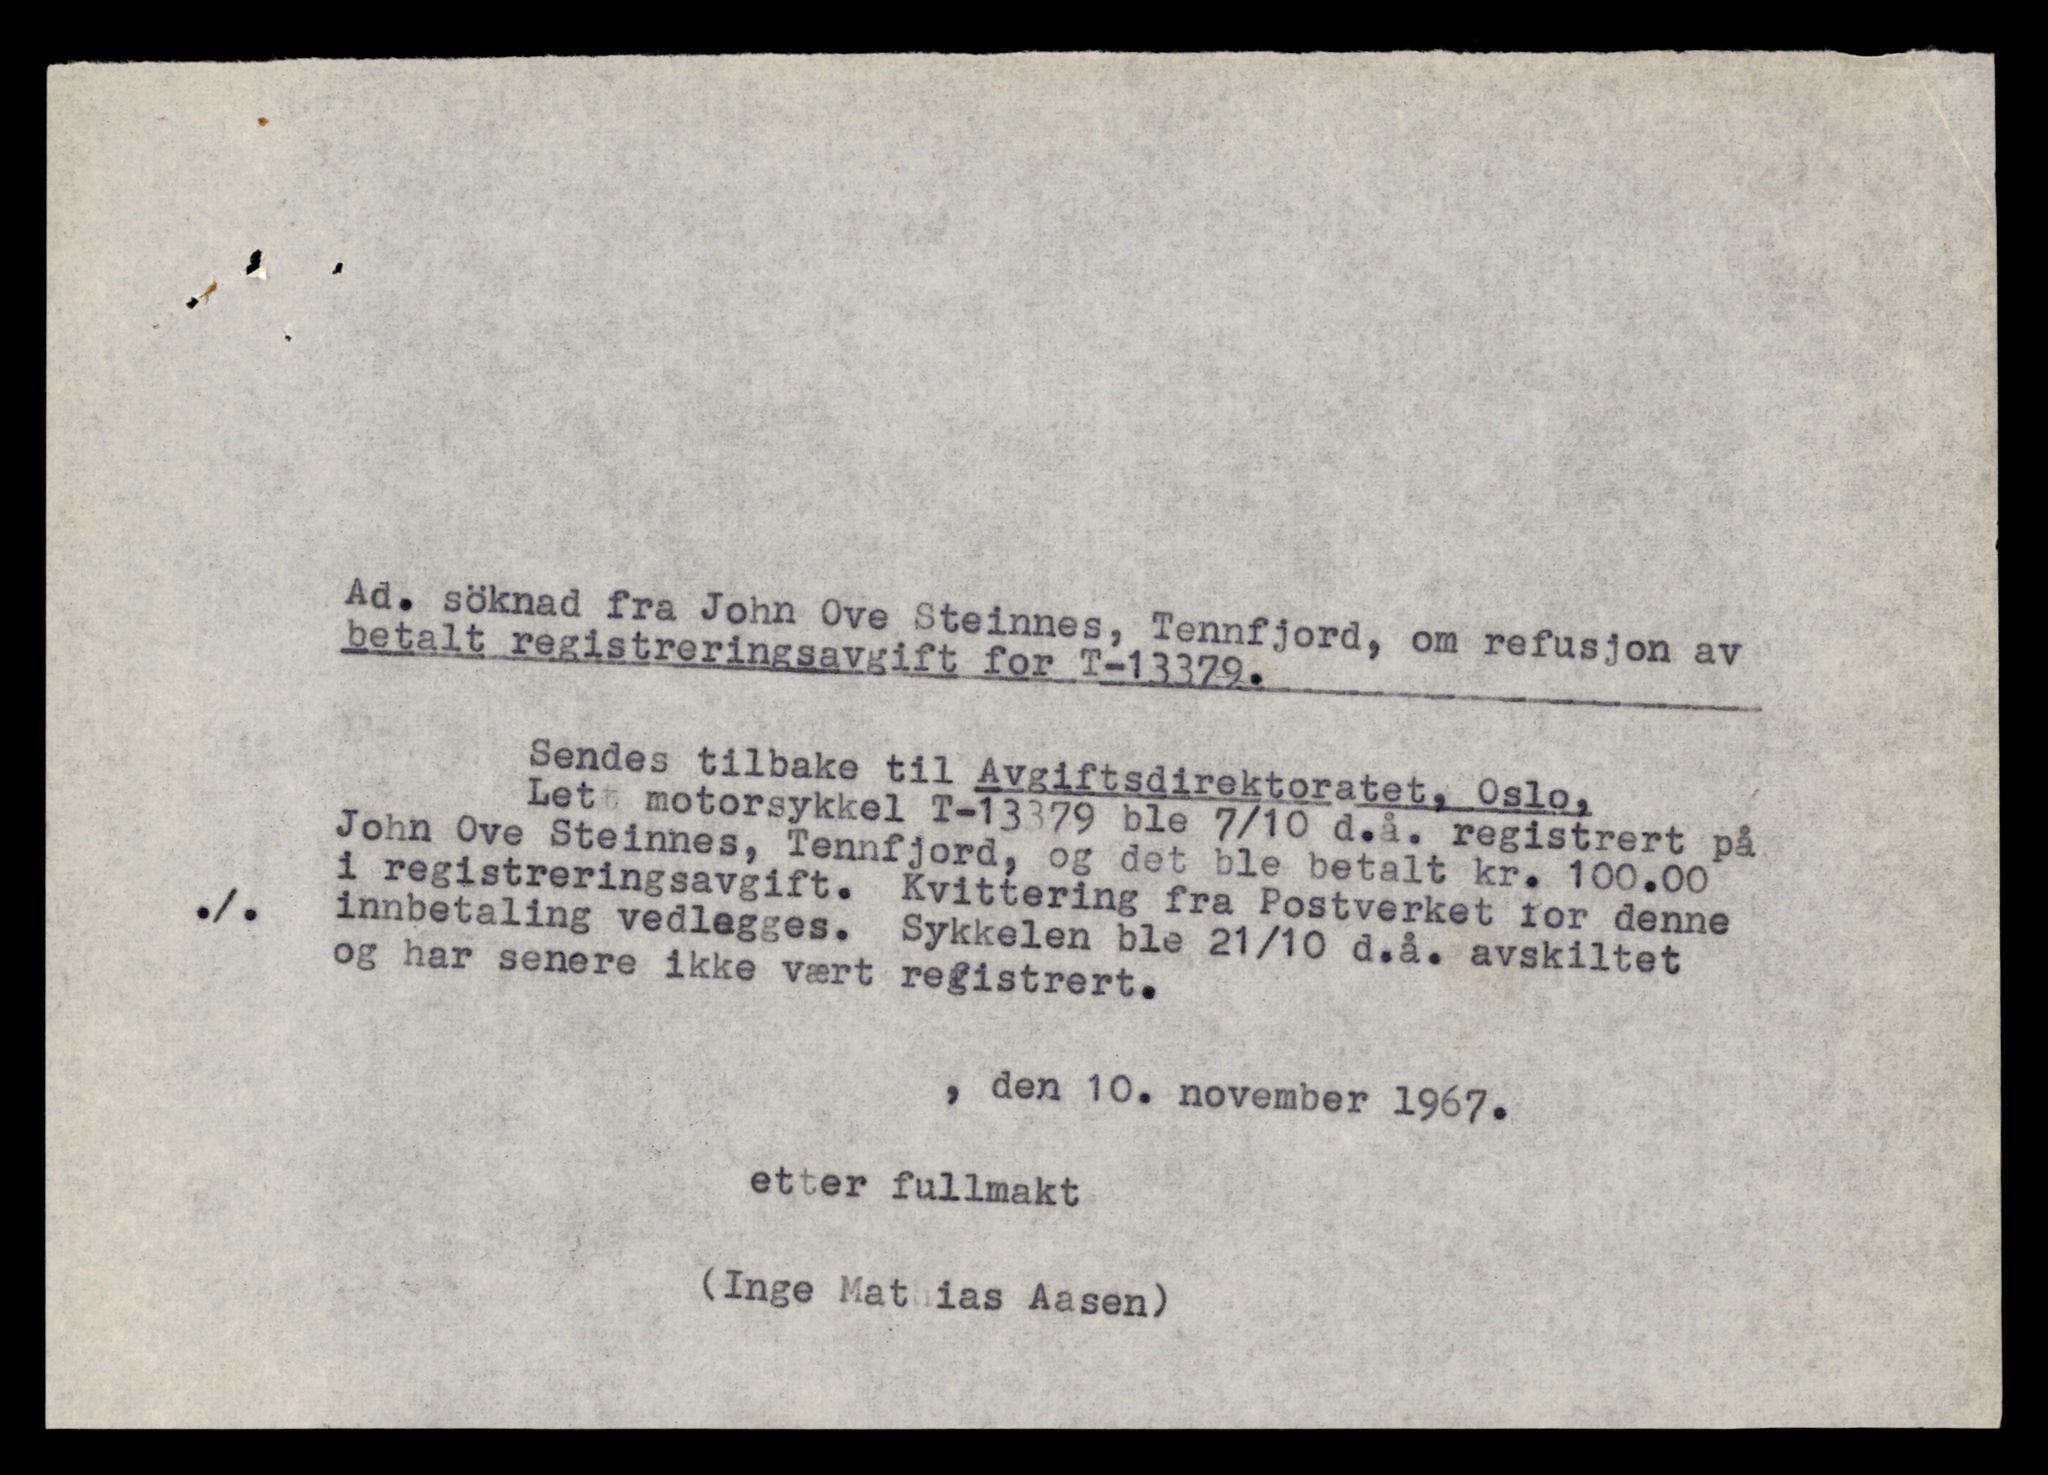 Ad. söknad fra John Ove Steinnes, Tennfjord, om refusjon av
betalt registreringsavgift for T-13379.
Sendes tilbake til Avgiftsdirektoratet, Oslo,
Lett motorsykkel T-13379 ble 7/10 d.å. registrert på
John Ove Steinnes, Tennfjord, og det ble betalt kr. 100.00
i registreringsavgift. Kvittering fra Postverket for denne
./. innbetaling vedlegges. Sykkelen ble 21/10 d.å. avskiltet
og har senere ikke vært registrert.
, den 10. november 1967.
etter fullmakt
(Inge Mathias Aasen)